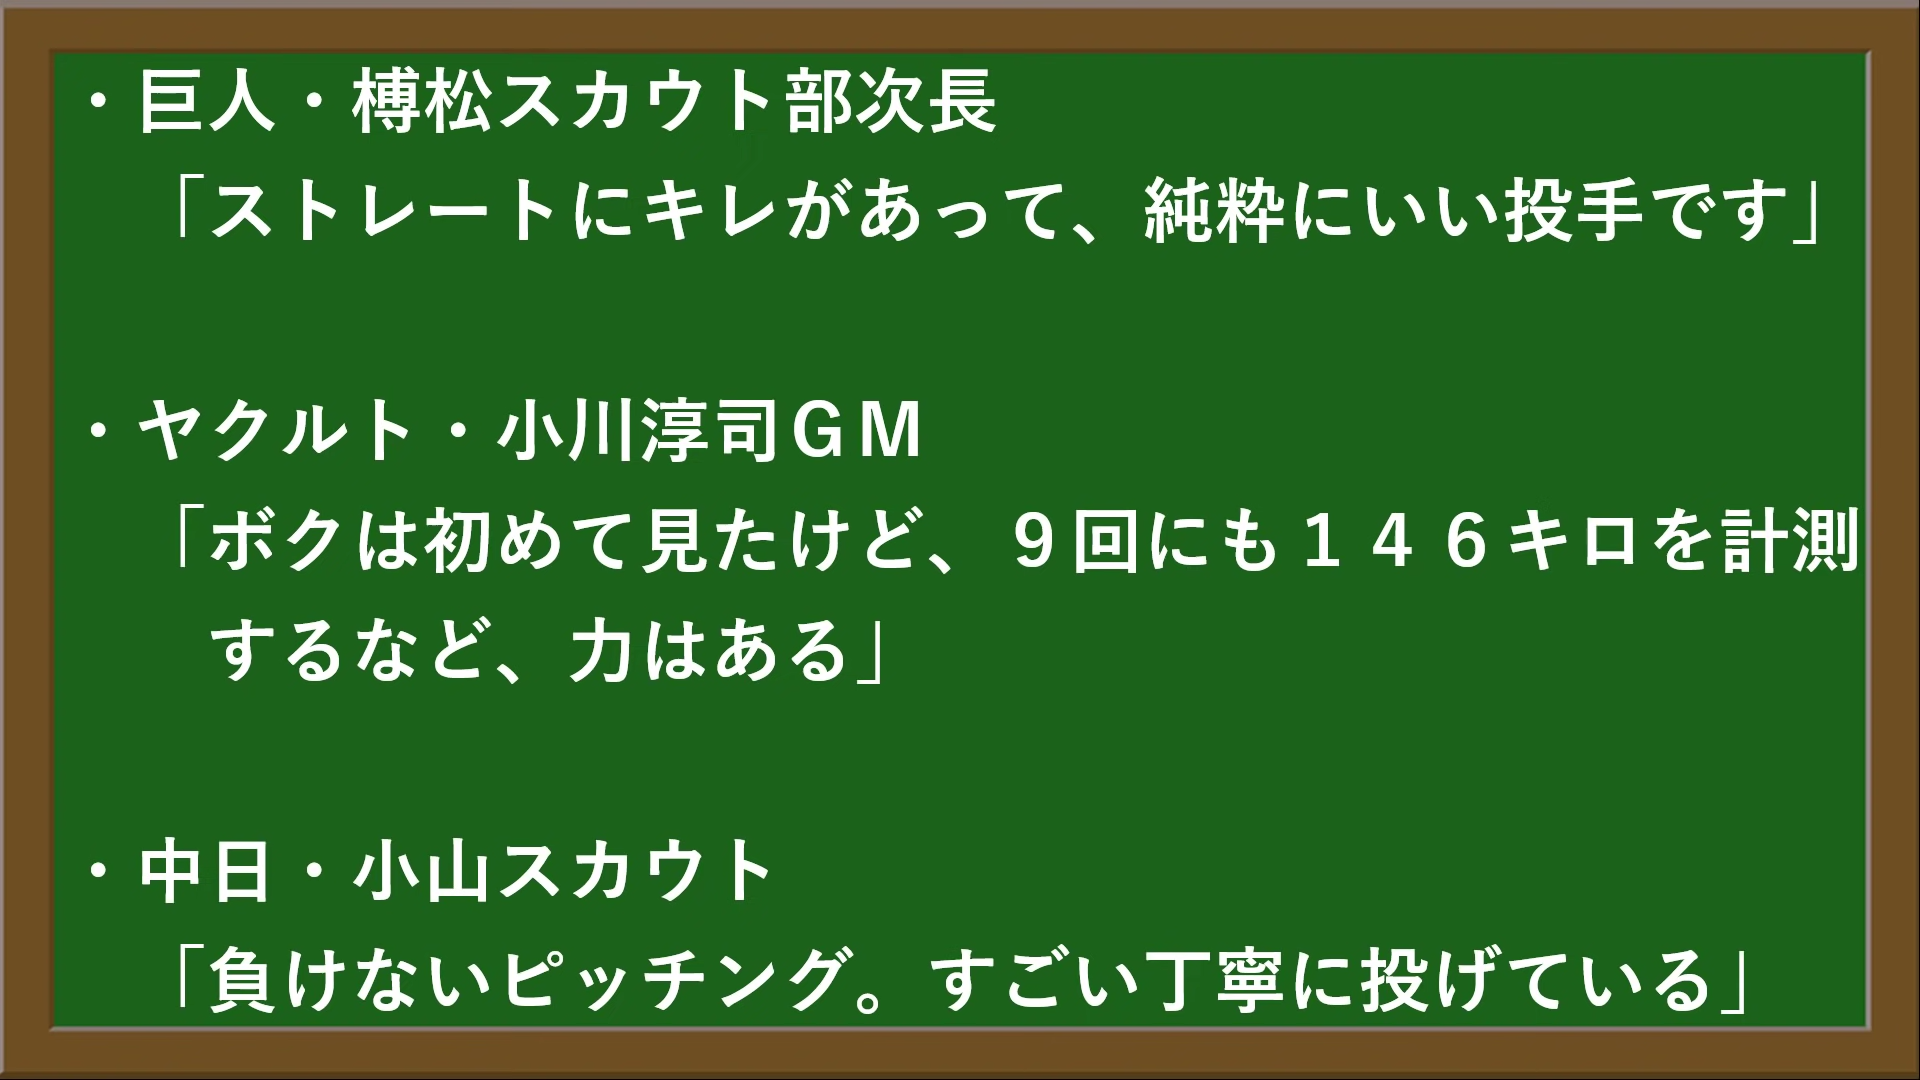 ・巨人・榑松スカウト部次長
「ストレートにキレがあって、純粋にいい投手です」
・ヤクルト・小川淳司ＧＭ
「ボクは初めて見たけど、９回にも１４６キロを計測
するなど、力はある」
・中日・小山スカウト
「負けないピッチング。すごい丁寧に投げている」